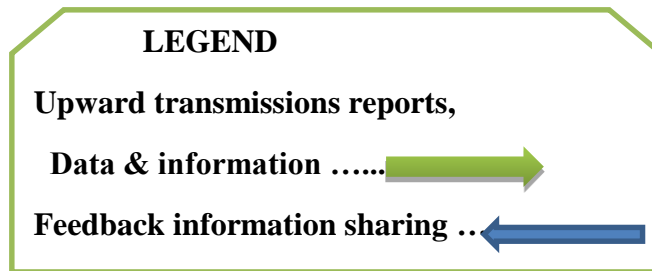 LEGEND
Upward transmissions reports,
Data & information …...
Feedback information sharing …